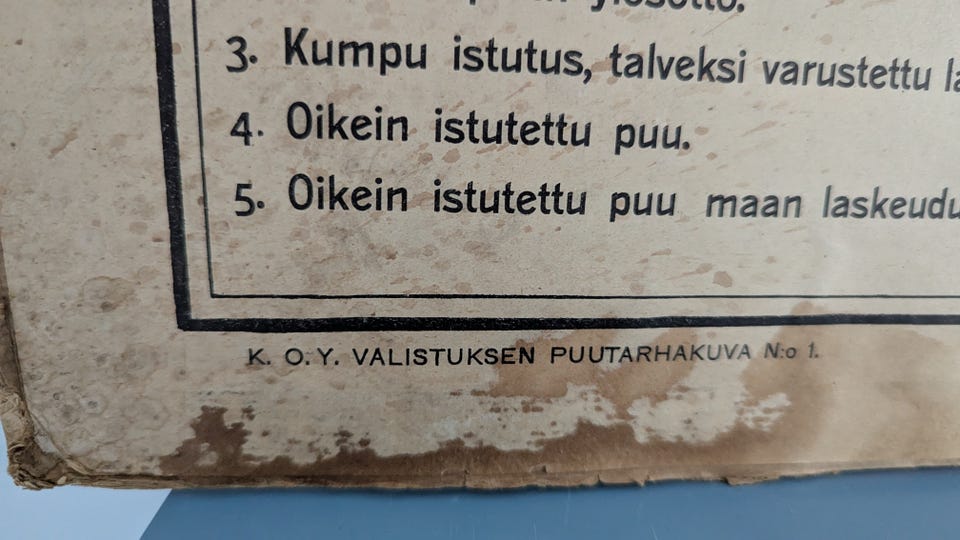 3. Kumpu istutus, talveksi varustettu
4. Oikein istutettu puu.
5. Oikein istutettu puu maan
K. O. Y. VALISTUKSEN PUUTARHAKUVA N:o 1.